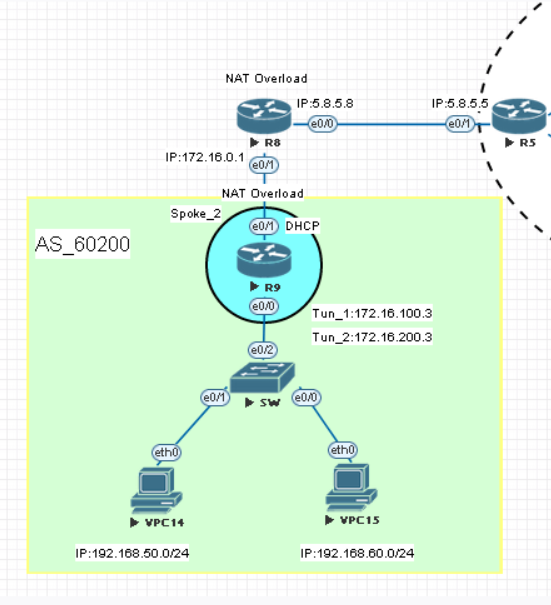 NAT Overload
IP:5.8.5.8
IP:5.8.5.5
e0/0
e0/1
R8
R5
IP:172.16.0.1
e0/1
NAT Overload
Spoke_2
e0/1
DHCP
AS_60200
R9
e0/0
Tun_1:172.16.100.3
Tun_2:172.16.200.3
e0/2
e0/1
SW
e0/0
eth0
eth0
VPC14
VPC15
IP:192.168.50.0/24
IP:192.168.60.0/24